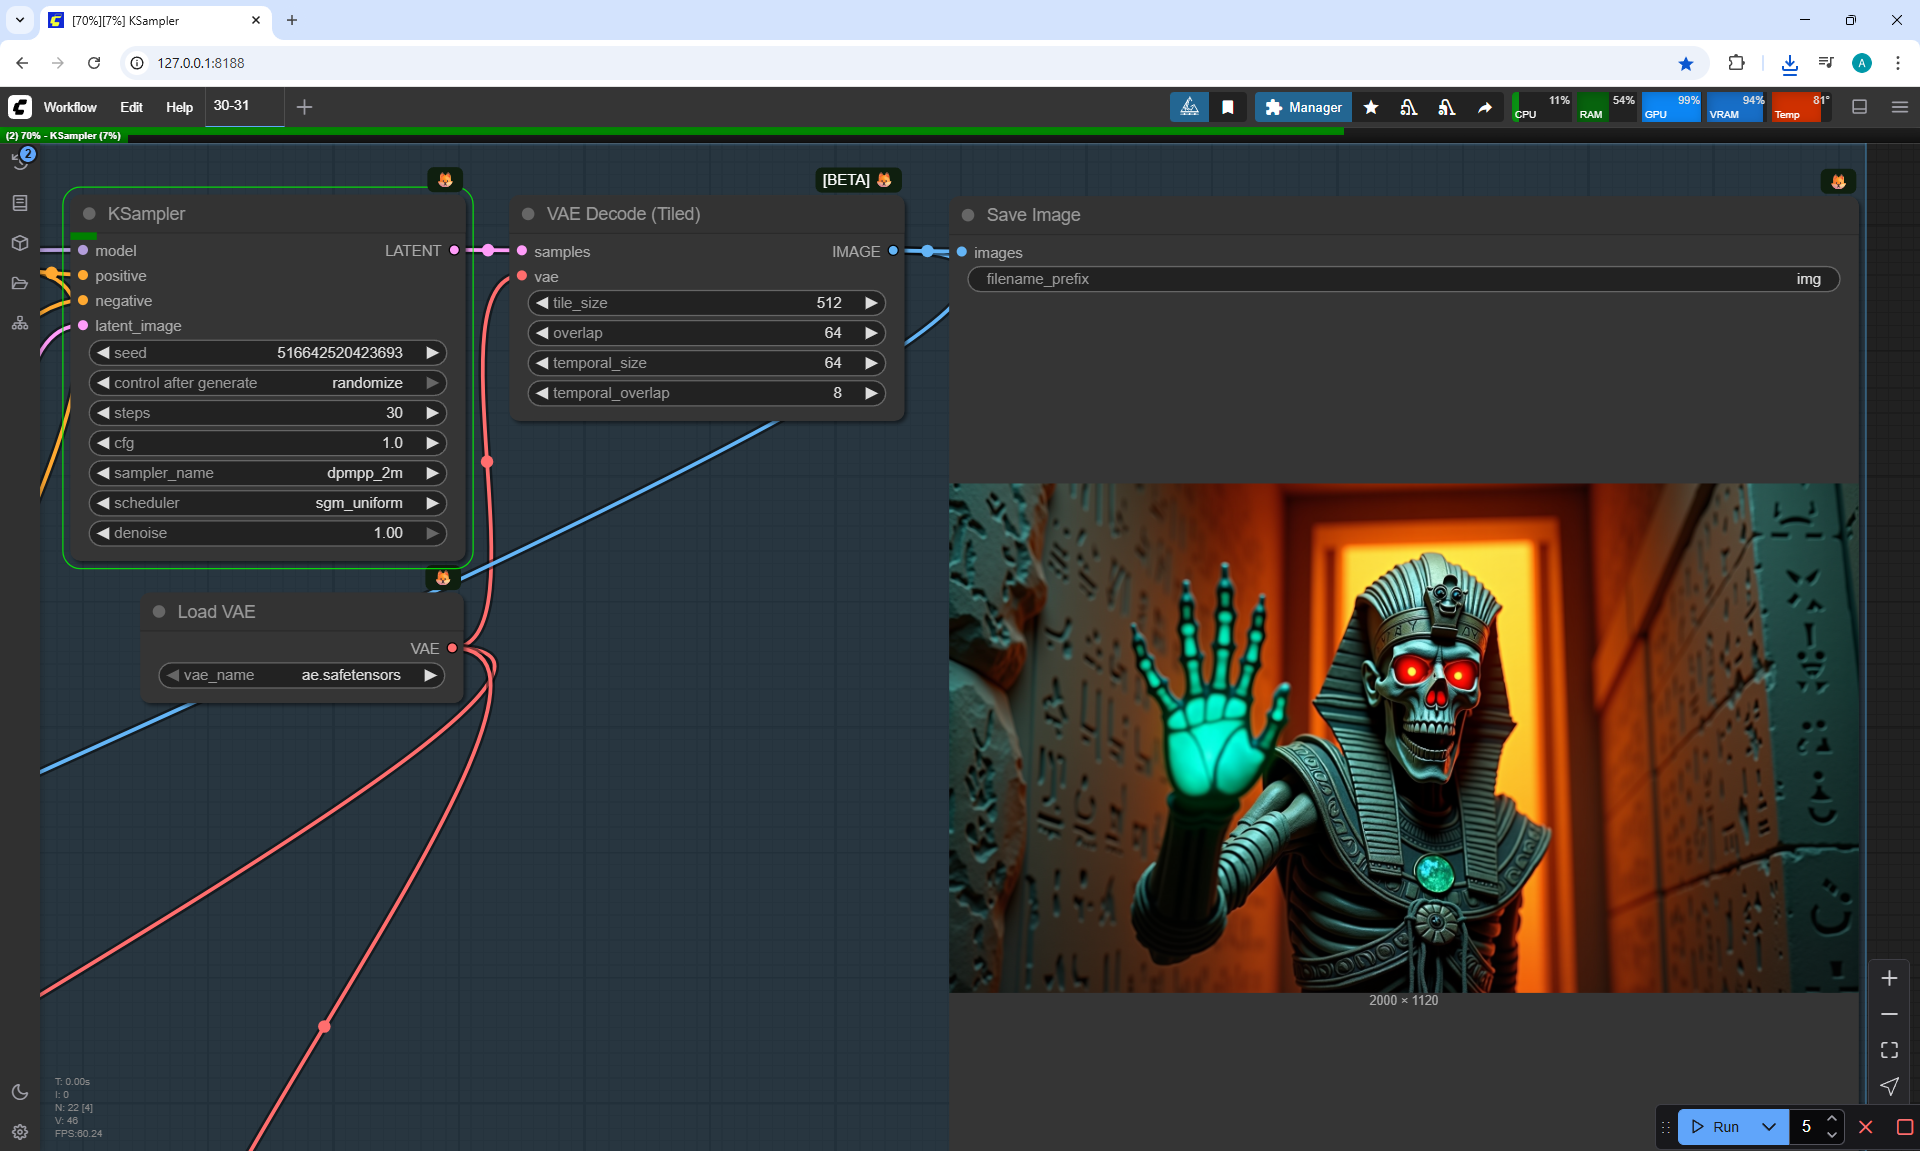 [70%][7%] KSampler
127.0.0.1:8188
A
Workflow Edit Help 30-31
Manager
11% CPU
54% RAM
99% GPU
94% VRAM
81° Temp
(2) 70% - KSampler (7%)
2
[BETA]
KSampler
model LATENT
positive
negative
latent_image
seed 516642520423693
control after generate randomize
steps 30
cfg 1.0
sampler_name dpmpp_2m
scheduler sgm_uniform
denoise 1.00
VAE Decode (Tiled)
samples IMAGE
vae
tile_size 512
overlap 64
temporal_size 64
temporal_overlap 8
Save Image
images
filename_prefix img
2000 × 1120
Load VAE
VAE
vae_name ae.safetensors
T: 0.00s
I: 0
N: 22 [4]
V: 46
FPS:60.24
Run 5